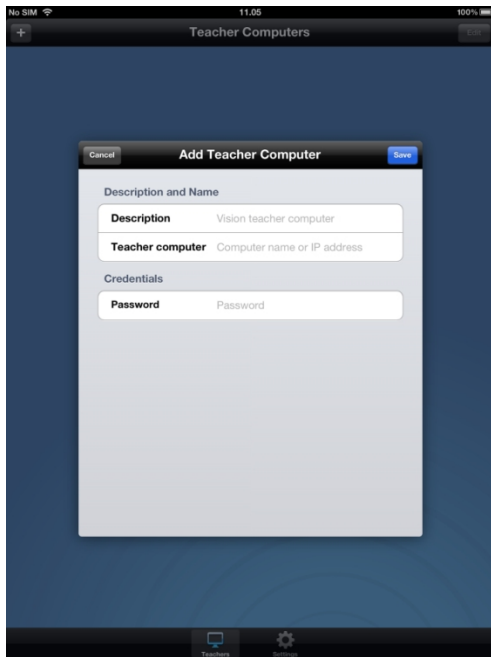 No SIM 11.05 100%
+ Teacher Computers Edit
Cancel Add Teacher Computer Save
Description and Name
Description Vision teacher computer
Teacher computer Computer name or IP address
Credentials
Password Password
Teachers Settings